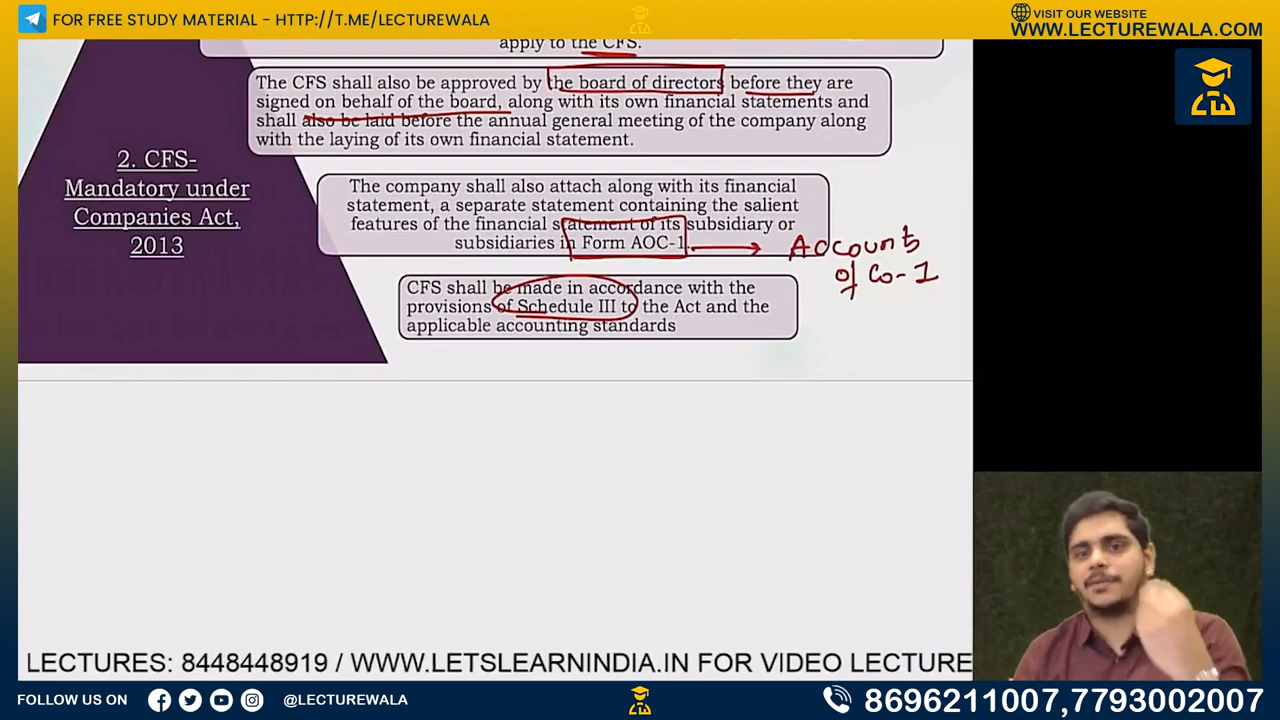 FOR FREE STUDY MATERIAL - HTTP://T.ME/LECTUREWALA
VISIT OUR WEBSITE
WWW.LECTUREWALA.COM
apply to the CFS.
The CFS shall also be approved by the board of directors before they are
signed on behalf of the board, along with its own financial statements and
shall also be laid before the annual general meeting of the company along
with the laying of its own financial statement.
2. CFS-
Mandatory under
Companies Act,
2013
The company shall also attach along with its financial
statement, a separate statement containing the salient
features of the financial statement of its subsidiary or
subsidiaries in Form AOC-1.
Accounts
of Co-1
CFS shall be made in accordance with the
provisions of Schedule III to the Act and the
applicable accounting standards
LECTURES: 8448448919 / WWW.LETSLEARNINDIA.IN FOR VIDEO LECTURE
FOLLOW US ON
@LECTUREWALA
8696211007,7793002007